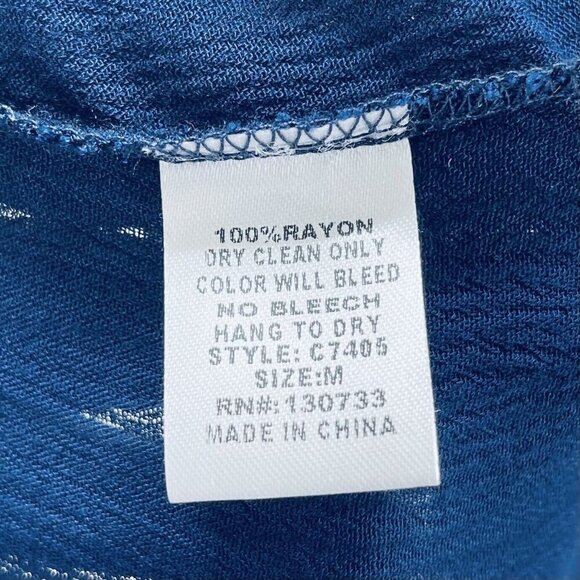 100%RAYON
DRY CLEAN ONLY
COLOR WILL BLEED
NO BLEECH
HANG TO DRY
STYLE: C7405
SIZE:M
RN#: 130733
MADE IN CHINA